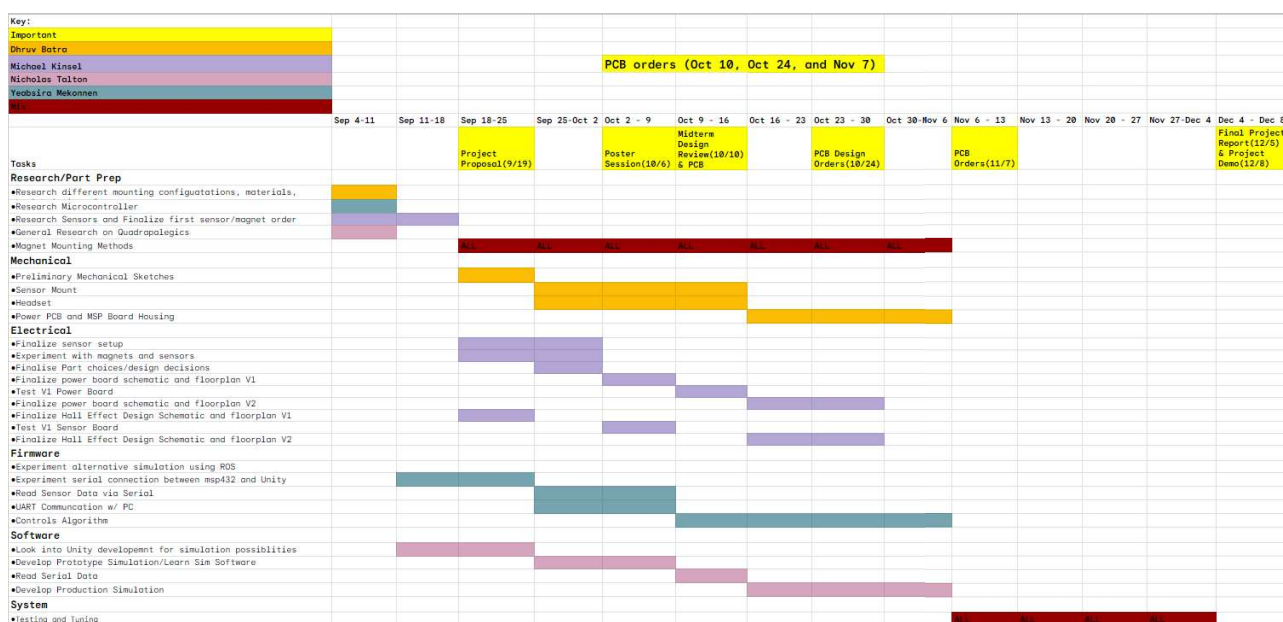 Key:
Important
Dhruv Batra
Michael Kinsel
PCB orders (Oct 10, Oct 24, and Nov 7)
Nicholas Talton
Yeabsira Mekonnen
Sep 4-11 Sep 11-18 Sep 18-25 Sep 25-Oct 2 Oct 2 - 9 Oct 9 - 16 Oct 16 - 23 Oct 23 - 30 Oct 30-Nov 6 Nov 6 - 13 Nov 13 - 20 Nov 20 - 27 Nov 27-Dec 4 Dec 4 - Dec 8
Tasks
Project
Proposal(9/19)
Poster
Session(10/6)
Midterm
Design
Review(10/10)
& PCB
PCB Design
Orders(10/24)
PCB
Orders(11/7)
Final Project
Report(12/5)
& Project
Demo(12/8)
Research/Part Prep
•Research different mounting configuatations, materials,
•Research Microcontroller
•Research Sensors and Finalize first sensor/magnet order
•General Research on Quadrapalegics
•Magnet Mounting Methods ALL ALL ALL ALL ALL ALL ALL
Mechanical
•Preliminary Mechanical Sketches
•Sensor Mount
•Headset
•Power PCB and MSP Board Housing
Electrical
•Finalize sensor setup
•Experiment with magnets and sensors
•Finalise Part choices/design decisions
•Finalize power board schematic and floorplan V1
•Test V1 Power Board
•Finalize power board schematic and floorplan V2
•Finalize Hall Effect Design Schematic and floorplan V1
•Test V1 Sensor Board
•Finalize Hall Effect Design Schematic and floorplan V2
Firmware
•Experiment alternative simulation using ROS
•Experiment serial connection between msp432 and Unity
•Read Sensor Data via Serial
•UART Communcation w/ PC
•Controls Algorithm
Software
•Look into Unity developemnt for simulation possiblities
•Develop Prototype Simulation/Learn Sim Software
•Read Serial Data
•Develop Production Simulation
System
•Testing and Tuning ALL ALL ALL ALL